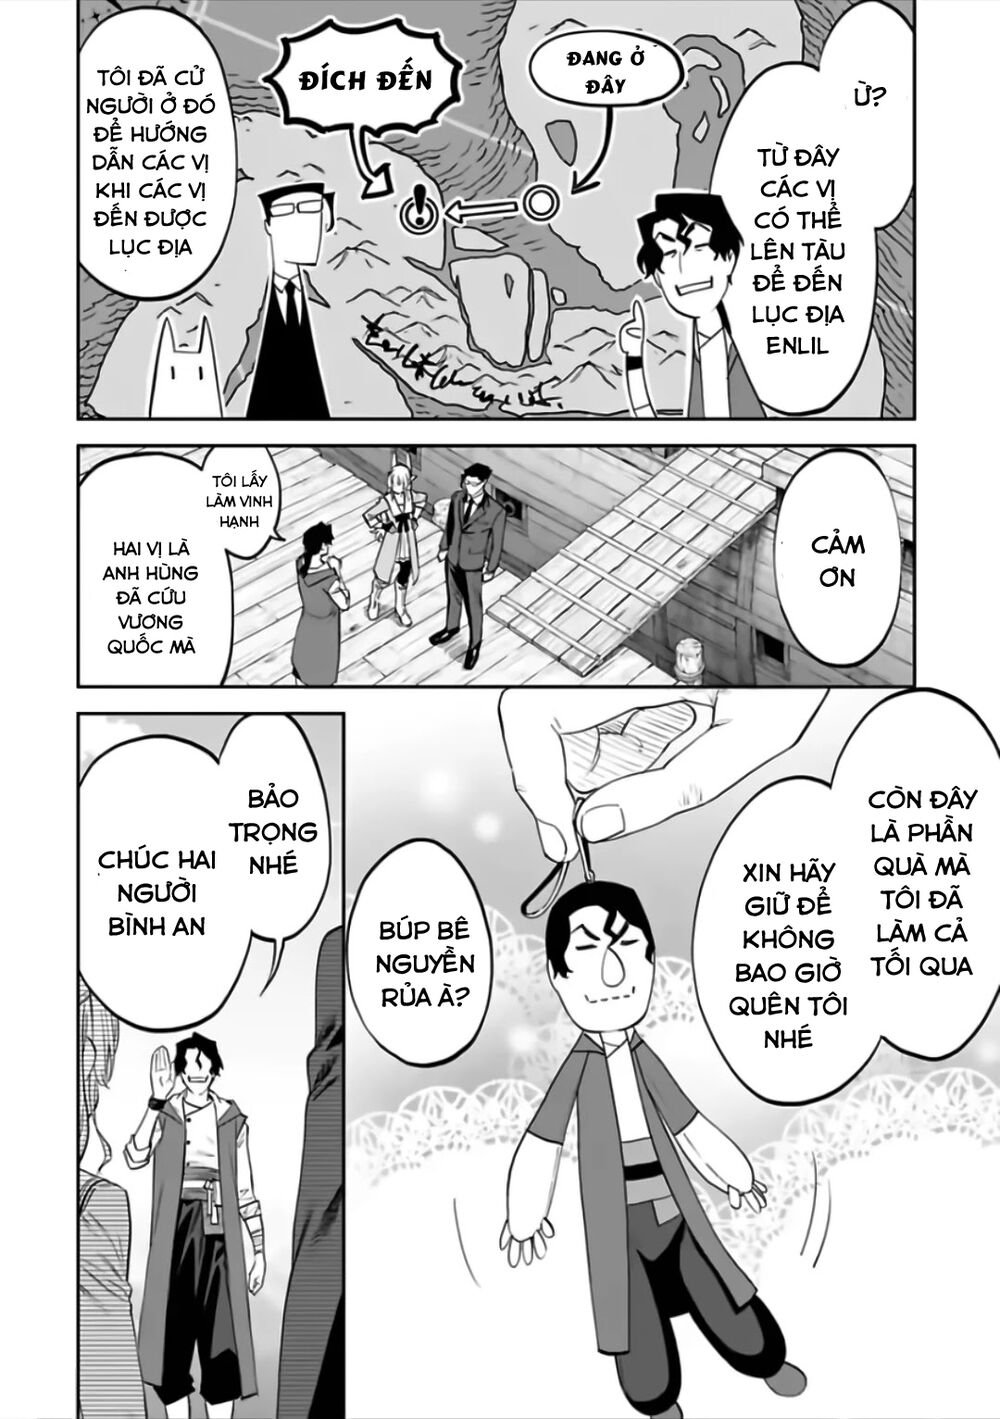 Ừ?
TỪ ĐÂY
CÁC VỊ
CÓ THỂ
LÊN TÀU
ĐỂ ĐẾN
LỤC ĐỊA
ENLIL
ĐANG Ở
ĐÂY
ĐÍCH ĐẾN
TÔI ĐÃ CỬ
NGƯỜI Ở ĐÓ
ĐỂ HƯỚNG
DẪN CÁC VỊ
KHI CÁC VỊ
ĐẾN ĐƯỢC
LỤC ĐỊA
CẢM
ƠN
TÔI LẤY
LÀM VINH
HẠNH
HAI VỊ LÀ
ANH HÙNG
ĐÃ CỨU
VƯƠNG
QUỐC MÀ
CÒN ĐÂY
LÀ PHẦN
QUÀ MÀ
TÔI ĐÃ
LÀM CẢ
TỐI QUA
XIN HÃY
GIỮ ĐỂ
KHÔNG
BAO GIỜ
QUÊN TÔI
NHÉ
BÚP BÊ
NGUYỀN
RỦA À?
BẢO
TRỌNG
NHÉ
CHÚC HAI
NGƯỜI
BÌNH AN